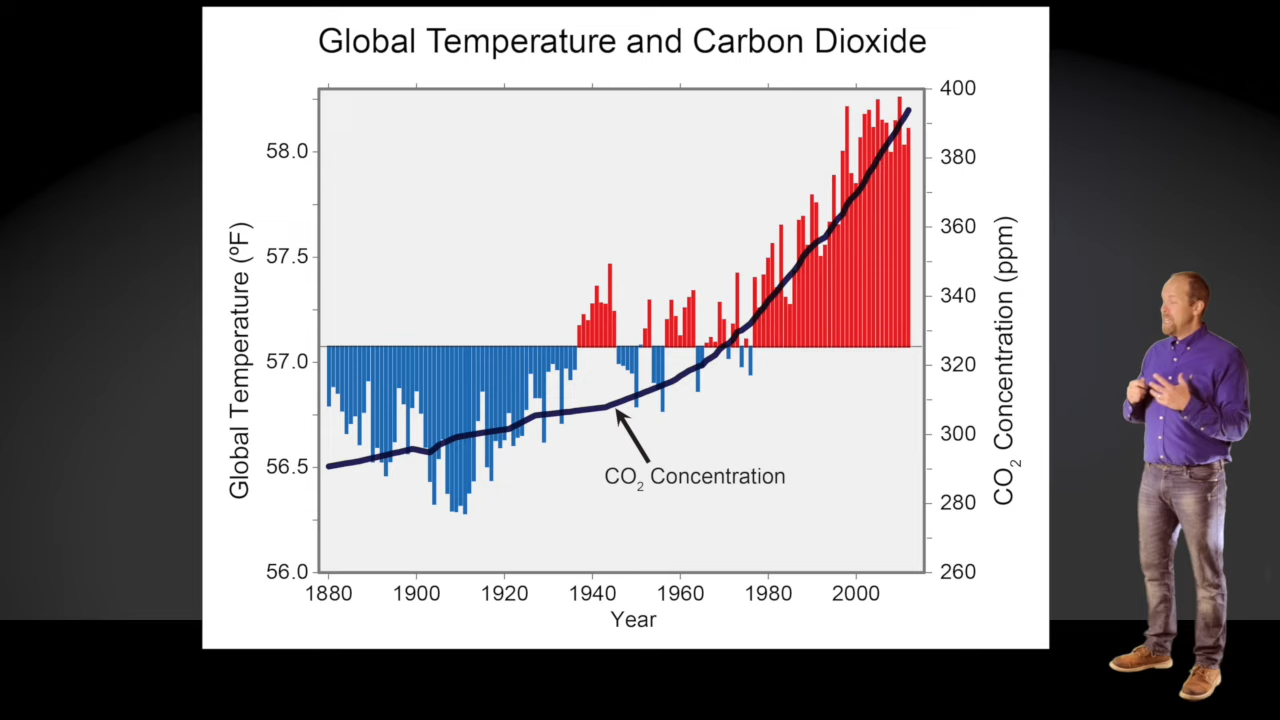 Global Temperature and Carbon Dioxide
400
380
360
340
320
300
280
260
58.0
57.5
57.0
56.5
56.0
Global Temperature (ºF)
CO2 Concentration (ppm)
CO2 Concentration
1880 1900 1920 1940 1960 1980 2000
Year